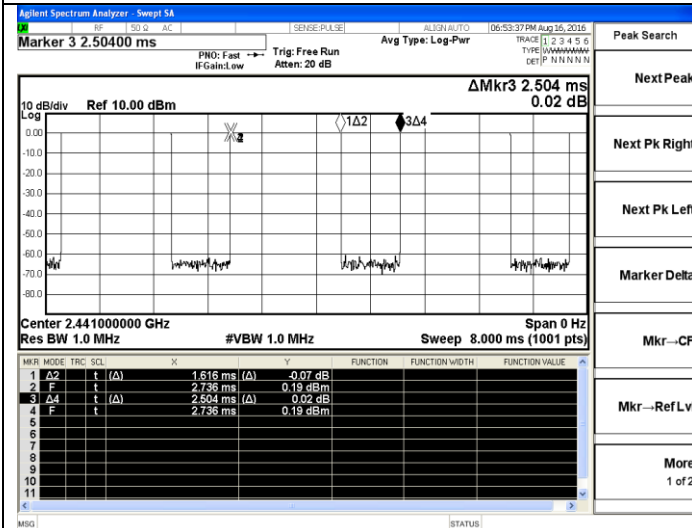 Agilent Spectrum Analyzer - Swept SA
RF 50 Ω AC SENSE:PULSE ALIGN AUTO 06:53:37 PM Aug 16, 2016
Marker 3 2.50400 ms
PNO: Fast
IFGain:Low
Trig: Free Run
Atten: 20 dB
Avg Type: Log-Pwr
TRACE 1 2 3 4 5 6
TYPE
DET P N N N N N
Peak Search
Next Peak
Next Pk Right
Next Pk Left
Marker Delta
Mkr→CF
Mkr→Ref Lv
More
1 of 2
ΔMkr3 2.504 ms
0.02 dB
10 dB/div Ref 10.00 dBm
Log
0.00
-10.0
-20.0
-30.0
-40.0
-50.0
-60.0
-70.0
-80.0
1Δ2
3Δ4
Center 2.441000000 GHz Span 0 Hz
Res BW 1.0 MHz #VBW 1.0 MHz Sweep 8.000 ms (1001 pts)
MKR MODE TRC SCL X Y FUNCTION FUNCTION WIDTH FUNCTION VALUE
1 Δ2 t (Δ) 1.616 ms (Δ) -0.07 dB
2 F t 2.736 ms 0.19 dBm
3 Δ4 t (Δ) 2.504 ms (Δ) 0.02 dB
4 F t 2.736 ms 0.19 dBm
5
6
7
8
9
10
11
MSG STATUS